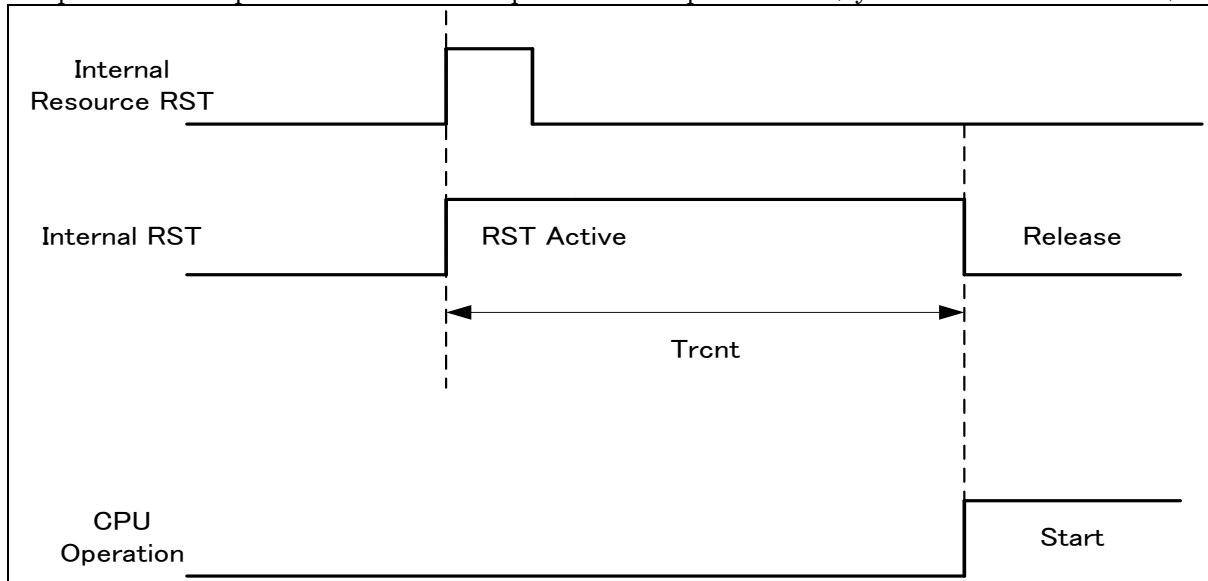 Internal
Resource RST
Internal RST
RST Active
Release
Trcnt
CPU
Operation
Start